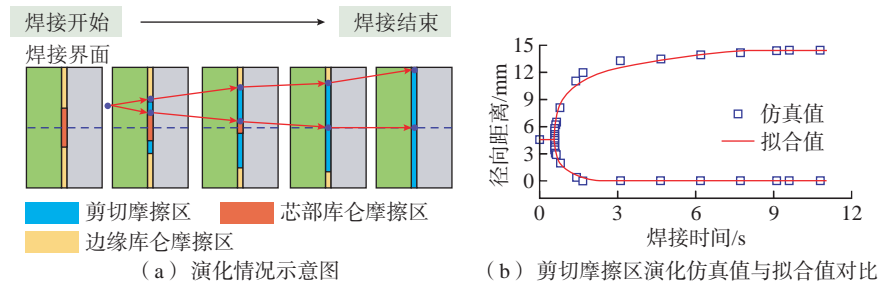 焊接开始
焊接结束
焊接界面
剪切摩擦区
芯部库仑摩擦区
边缘库仑摩擦区
（a）演化情况示意图
径向距离/mm
15
12
9
6
3
0
仿真值
拟合值
0
3
6
9
12
焊接时间/s
（b）剪切摩擦区演化仿真值与拟合值对比